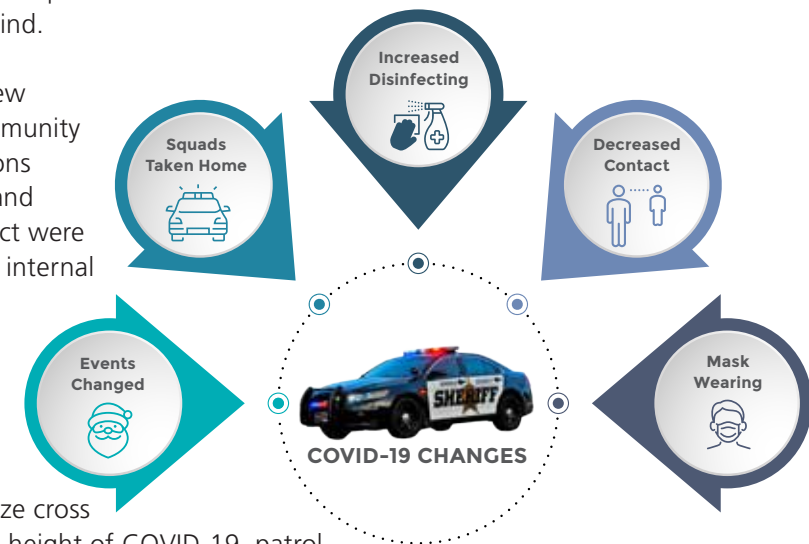 ind.
ew
munity
ons
and
ct were
internal
Increased
Disinfecting
Squads
Taken Home
Decreased
Contact
Events
Changed
Mask
Wearing
SHERIFF
COVID-19 CHANGES
ze cross
height of COVID-19, patrol